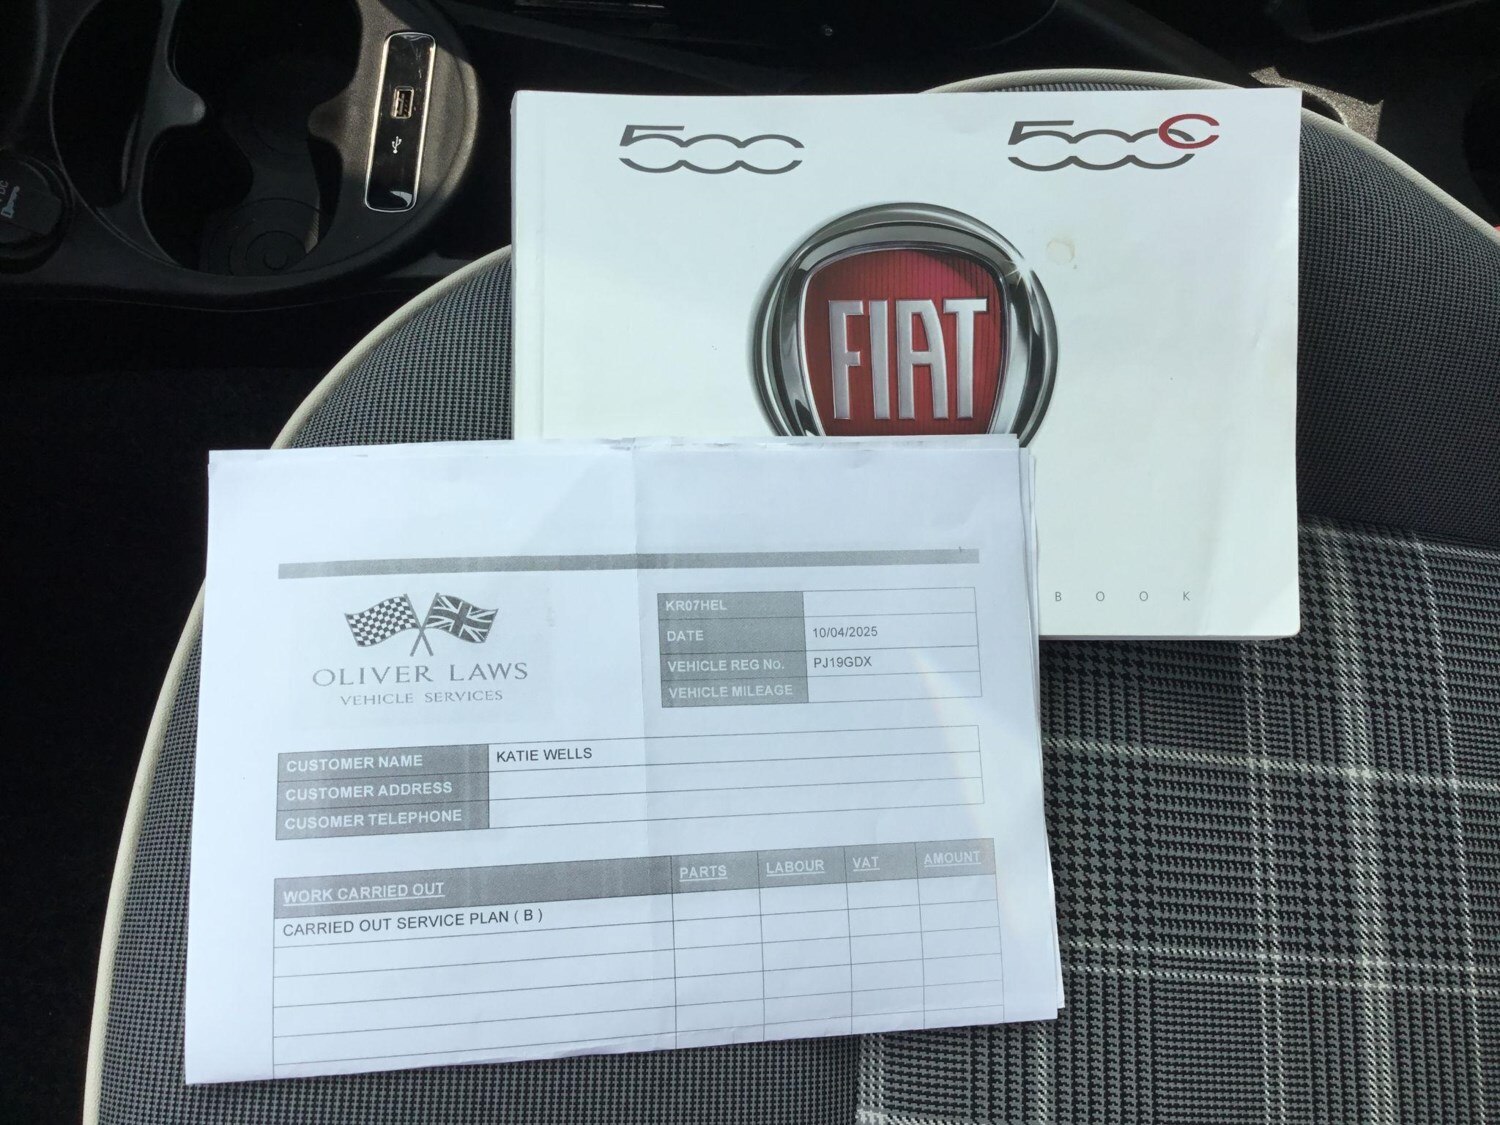 500
500C
FIAT
BOOK
OLIVER LAWS
VEHICLE SERVICES
KR07HEL
DATE 10/04/2025
VEHICLE REG No. PJ19GDX
VEHICLE MILEAGE
CUSTOMER NAME KATIE WELLS
CUSTOMER ADDRESS
CUSOMER TELEPHONE
WORK CARRIED OUT PARTS LABOUR VAT AMOUNT
CARRIED OUT SERVICE PLAN ( B )